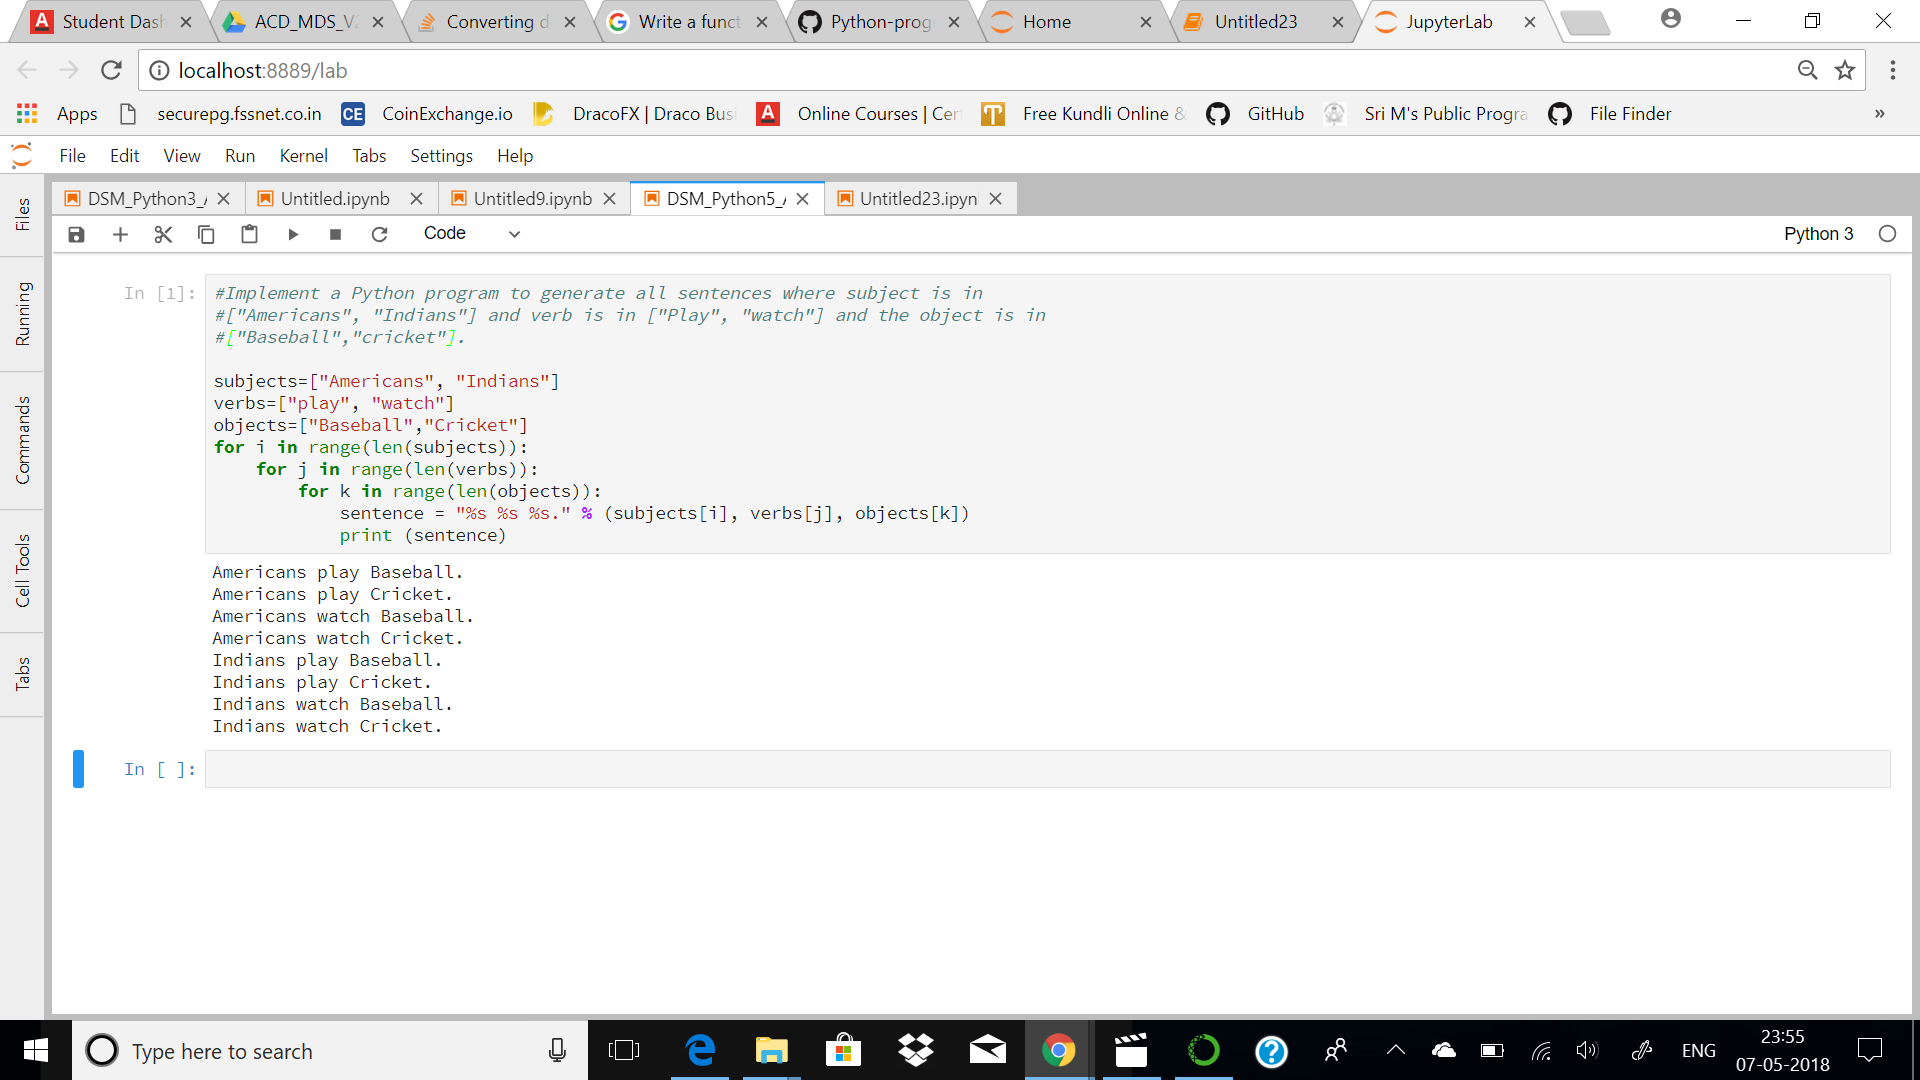 Student Dash ACD_MDS_V2 Converting d Write a funct Python-prog Home Untitled23 JupyterLab
localhost:8889/lab
Apps securepg.fssnet.co.in CE CoinExchange.io DracoFX | Draco Busi Online Courses | Cer Free Kundli Online & GitHub Sri M's Public Progra File Finder »
File Edit View Run Kernel Tabs Settings Help
Files
Running
Commands
Cell Tools
Tabs
DSM_Python3_A Untitled.ipynb Untitled9.ipynb DSM_Python5_A Untitled23.ipyn
Code Python 3
In [1]:
#Implement a Python program to generate all sentences where subject is in
#["Americans", "Indians"] and verb is in ["Play", "watch"] and the object is in
#["Baseball","cricket"].
subjects=["Americans", "Indians"]
verbs=["play", "watch"]
objects=["Baseball","Cricket"]
for i in range(len(subjects)):
    for j in range(len(verbs)):
        for k in range(len(objects)):
            sentence = "%s %s %s." % (subjects[i], verbs[j], objects[k])
            print (sentence)
Americans play Baseball.
Americans play Cricket.
Americans watch Baseball.
Americans watch Cricket.
Indians play Baseball.
Indians play Cricket.
Indians watch Baseball.
Indians watch Cricket.
In [ ]:
Type here to search
ENG
23:55
07-05-2018